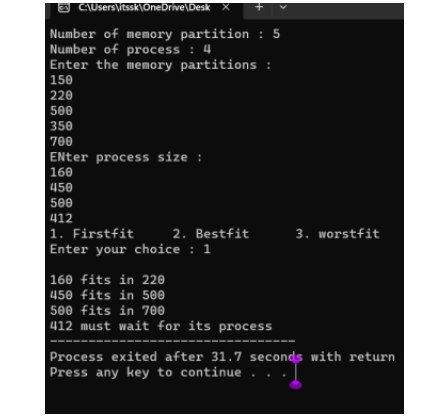 C:\Users\itssk\OneDrive\Desk × + ˅
Number of memory partition : 5
Number of process : 4
Enter the memory partitions :
150
220
500
350
700
ENter process size :
160
450
500
412
1. Firstfit 2. Bestfit 3. worstfit
Enter your choice : 1
160 fits in 220
450 fits in 500
500 fits in 700
412 must wait for its process
--------------------------------
Process exited after 31.7 seconds with return
Press any key to continue . . .